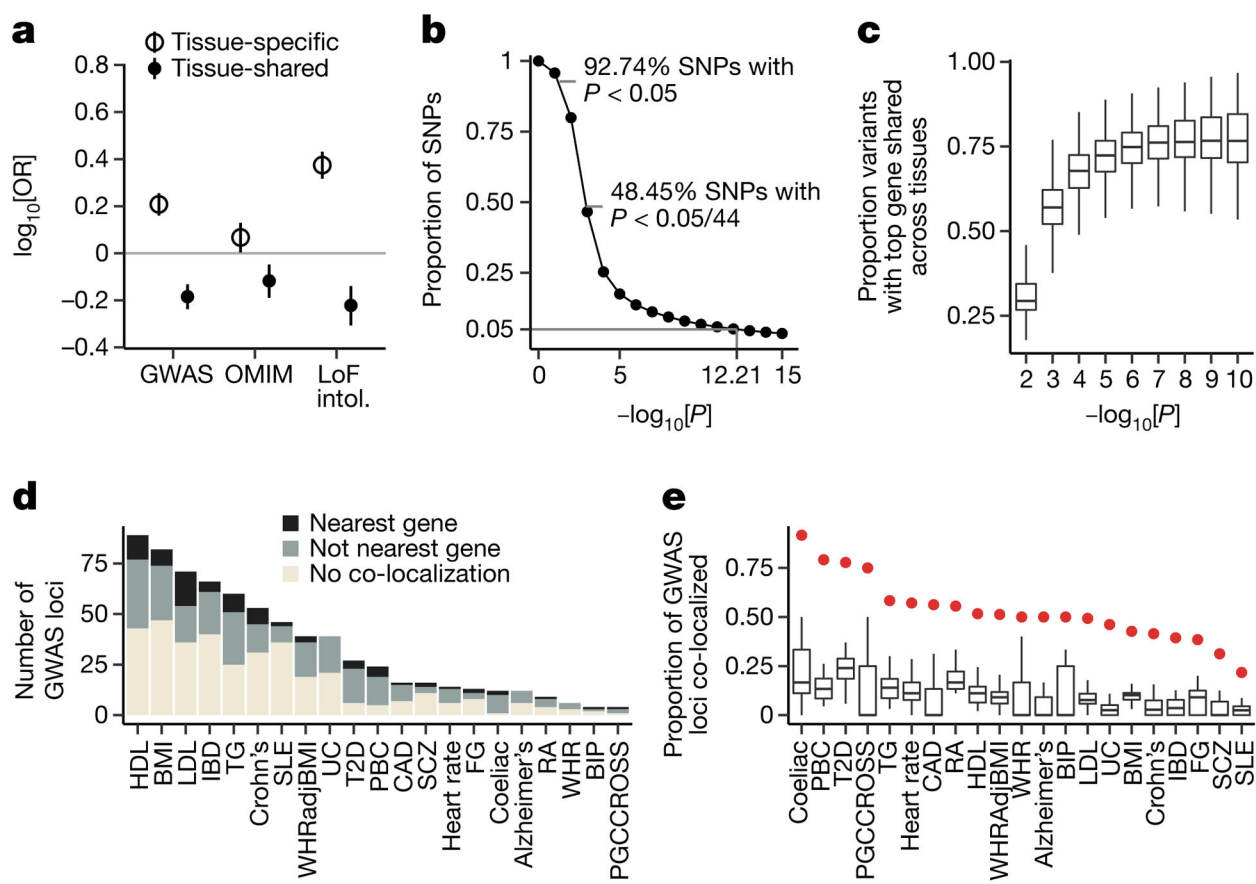 a
Tissue-specific
Tissue-shared
0.8
0.6
0.4
0.2
0
−0.2
−0.4
log10[OR]
GWAS
OMIM
LoF
intol.
b
92.74% SNPs with
P < 0.05
48.45% SNPs with
P < 0.05/44
1
0.75
0.50
0.25
0.05
Proportion of SNPs
0
5
12.21
15
−log10[P]
c
1.00
0.75
0.50
0.25
Proportion variants
with top gene shared
across tissues
2
3
4
5
6
7
8
9
10
−log10[P]
d
Nearest gene
Not nearest gene
No co-localization
75
50
25
0
Number of
GWAS loci
HDL
BMI
LDL
IBD
TG
Crohn's
SLE
WHRadjBMI
UC
T2D
PBC
CAD
SCZ
Heart rate
FG
Coeliac
Alzheimer's
RA
WHR
BIP
PGCCROSS
e
0.75
0.50
0.25
0
Proportion of GWAS
loci co-localized
Coeliac
PBC
T2D
PGCCROSS
TG
Heart rate
CAD
RA
HDL
WHRAdjBMI
WHR
Alzheimer's
BIP
LDL
UC
BMI
Crohn's
IBD
FG
SCZ
SLE